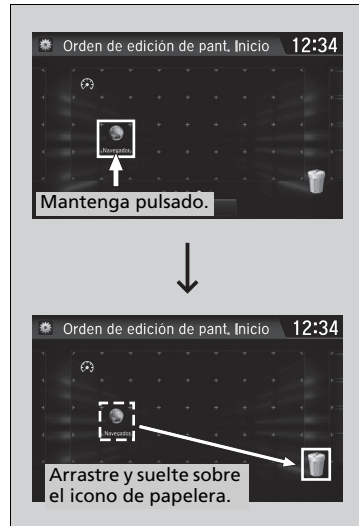 Orden de edición de pant. Inicio 12:34
Navegador
Mantenga pulsado.
Orden de edición de pant. Inicio 12:34
Navegador
Arrastre y suelte sobre
el icono de papelera.